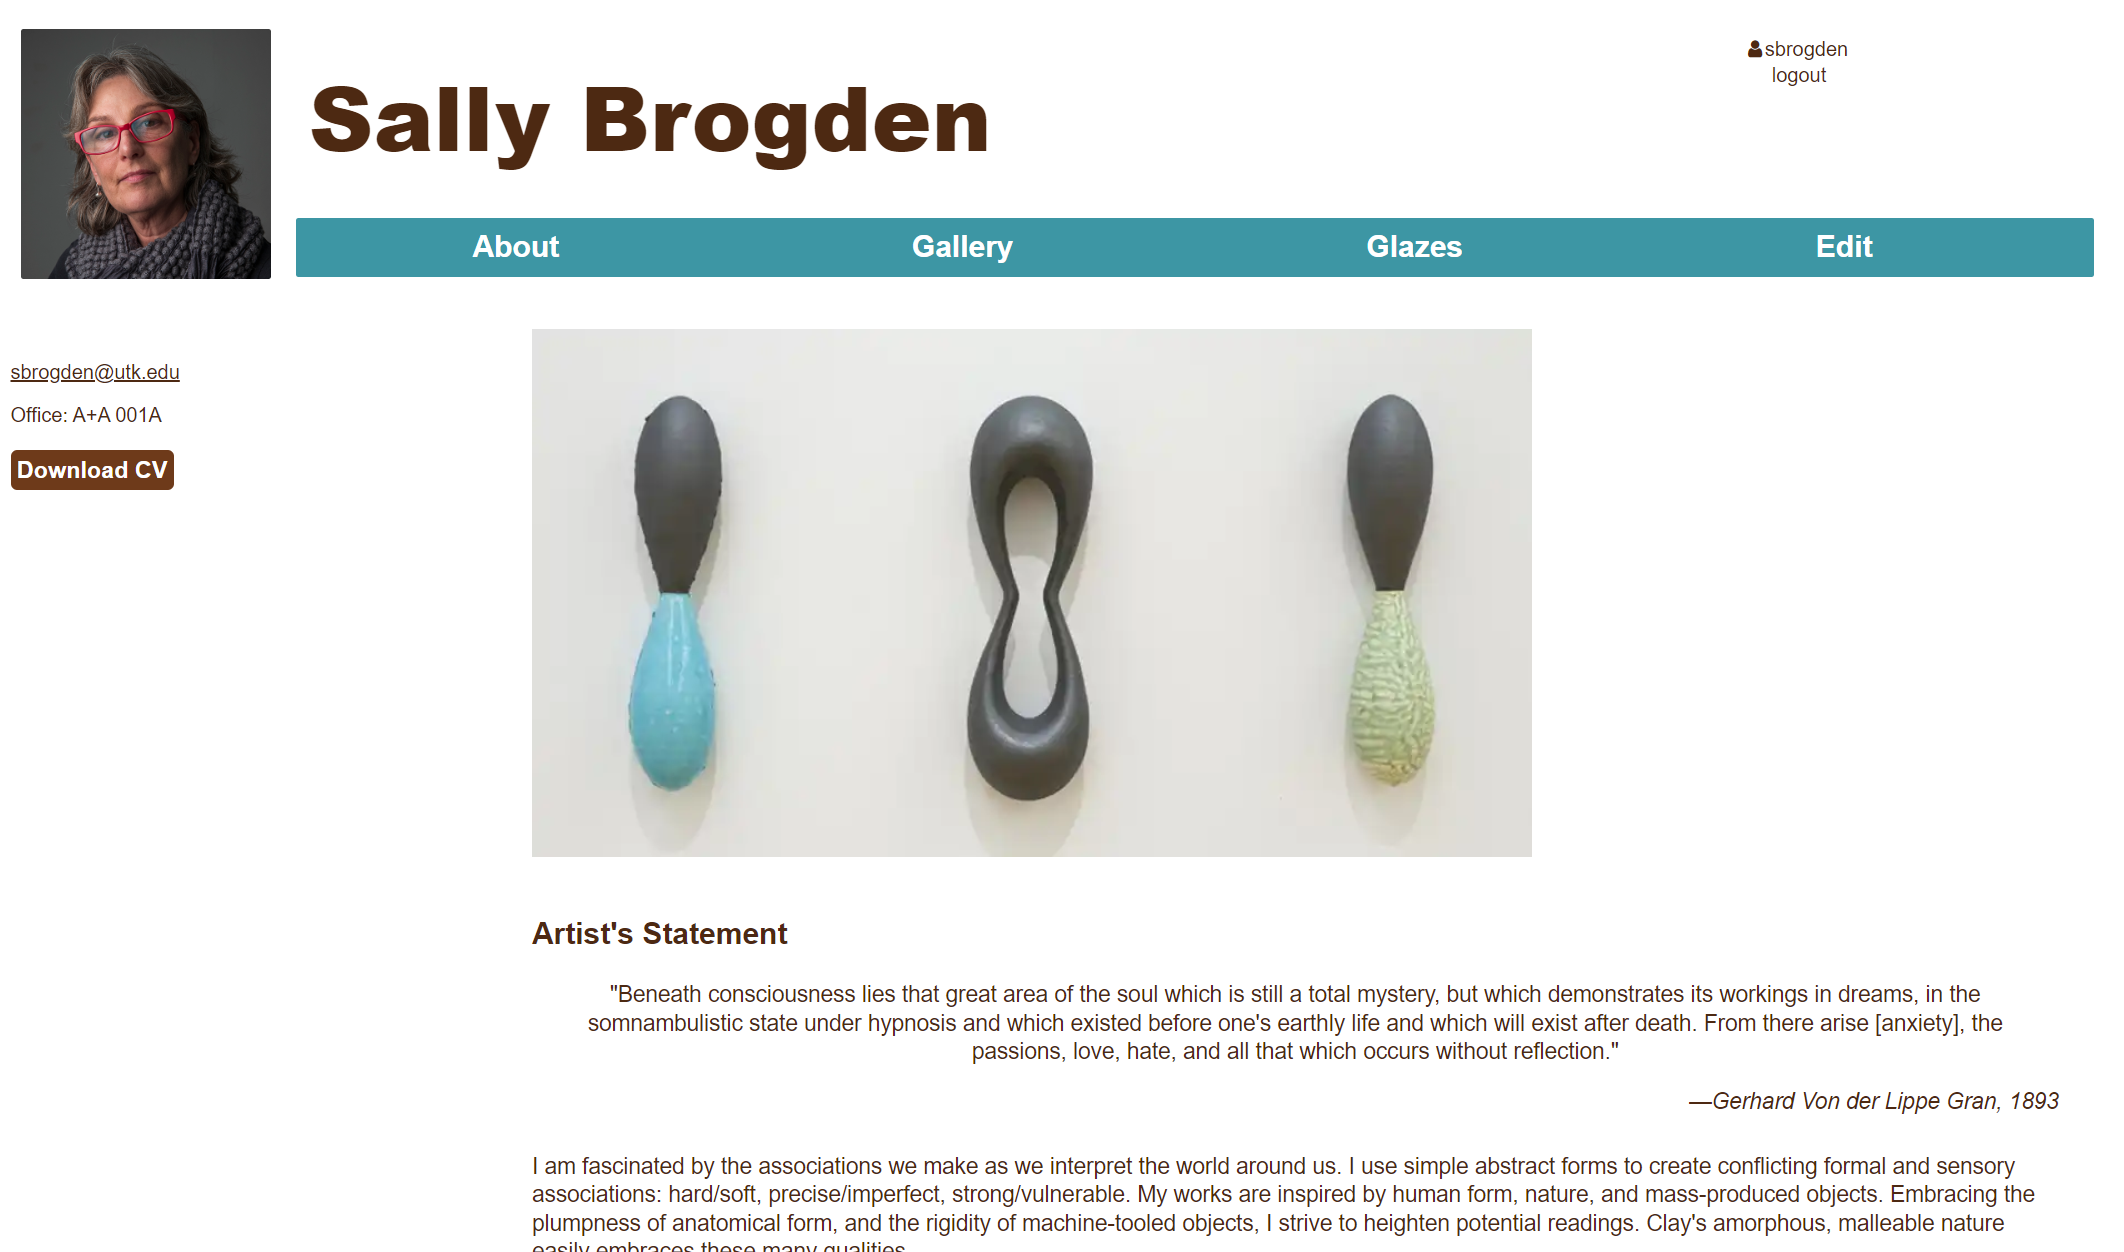 sbrogden
logout
Sally Brogden
About Gallery Glazes Edit
sbrogden@utk.edu
Office: A+A 001A
Download CV
Artist's Statement
"Beneath consciousness lies that great area of the soul which is still a total mystery, but which demonstrates its workings in dreams, in the
somnambulistic state under hypnosis and which existed before one's earthly life and which will exist after death. From there arise [anxiety], the
passions, love, hate, and all that which occurs without reflection."
—Gerhard Von der Lippe Gran, 1893
I am fascinated by the associations we make as we interpret the world around us. I use simple abstract forms to create conflicting formal and sensory
associations: hard/soft, precise/imperfect, strong/vulnerable. My works are inspired by human form, nature, and mass-produced objects. Embracing the
plumpness of anatomical form, and the rigidity of machine-tooled objects, I strive to heighten potential readings. Clay's amorphous, malleable nature
easily embraces these many qualities.